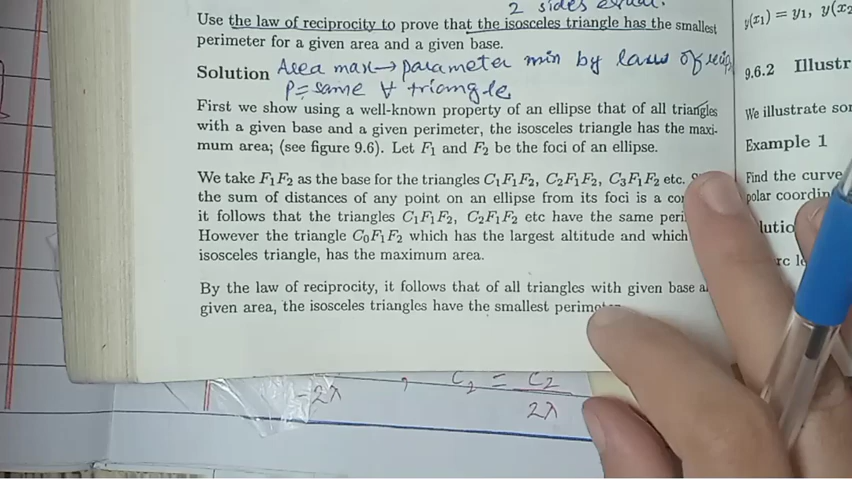 2 sides equal.
Use the law of reciprocity to prove that the isosceles triangle has the smallest
perimeter for a given area and a given base.
Solution Area max → parameter min by laws of recip
P = same ∀ triangle
First we show using a well-known property of an ellipse that of all triangles
with a given base and a given perimeter, the isosceles triangle has the maxi-
mum area; (see figure 9.6). Let F₁ and F₂ be the foci of an ellipse.
We take F₁F₂ as the base for the triangles C₁F₁F₂, C₂F₁F₂, C₃F₁F₂ etc.
the sum of distances of any point on an ellipse from its foci is a con
it follows that the triangles C₁F₁F₂, C₂F₁F₂ etc have the same peri
However the triangle C₀F₁F₂ which has the largest altitude and which
isosceles triangle, has the maximum area.
By the law of reciprocity, it follows that of all triangles with given base a
given area, the isosceles triangles have the smallest perimet
y(x₁) = y₁, y(x₂
9.6.2 Illustr
We illustrate som
Example 1
Find the curve
polar coordin
lutio
rc le
-2λ , C₂ = C₂
2λ